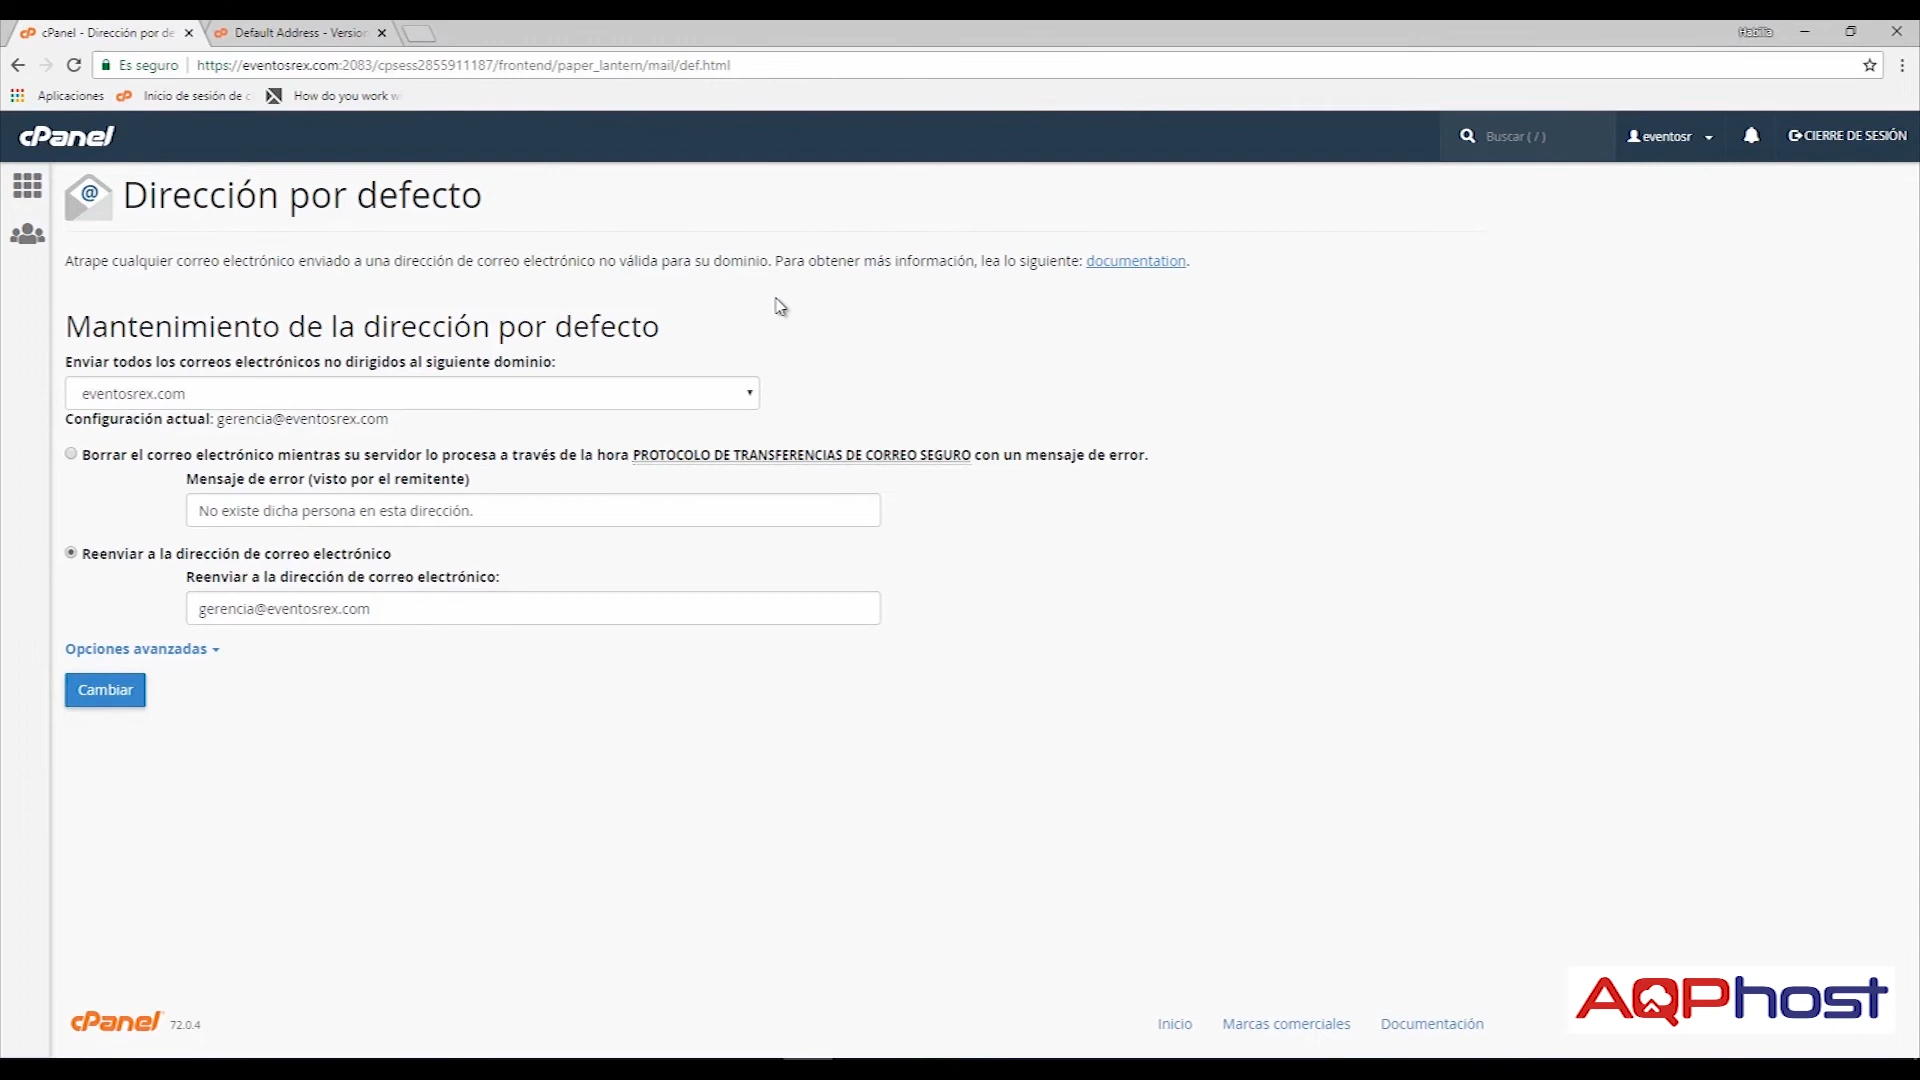 cPanel - Dirección por de
Default Address - Version
Habilla
Es seguro
https://eventosrex.com:2083/cpsess2855911187/frontend/paper_lantern/mail/def.html
Aplicaciones
Inicio de sesión de c
How do you work w
cPanel
Buscar ( / )
eventosr
CIERRE DE SESIÓN
Dirección por defecto
Atrape cualquier correo electrónico enviado a una dirección de correo electrónico no válida para su dominio. Para obtener más información, lea lo siguiente: documentation.
Mantenimiento de la dirección por defecto
Enviar todos los correos electrónicos no dirigidos al siguiente dominio:
eventosrex.com
Configuración actual: gerencia@eventosrex.com
Borrar el correo electrónico mientras su servidor lo procesa a través de la hora PROTOCOLO DE TRANSFERENCIAS DE CORREO SEGURO con un mensaje de error.
Mensaje de error (visto por el remitente)
No existe dicha persona en esta dirección.
Reenviar a la dirección de correo electrónico
Reenviar a la dirección de correo electrónico:
gerencia@eventosrex.com
Opciones avanzadas
Cambiar
cPanel 72.0.4
Inicio
Marcas comerciales
Documentación
AQPhost